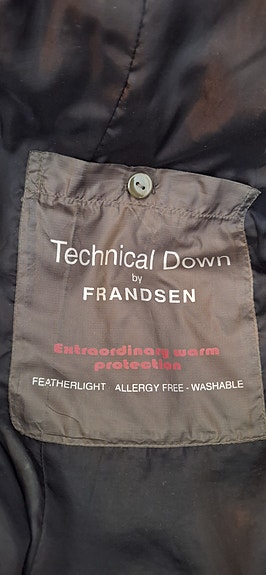 Technical Down
by
FRANDSEN
Extraordinary warm
protection
FEATHERLIGHT ALLERGY FREE - WASHABLE